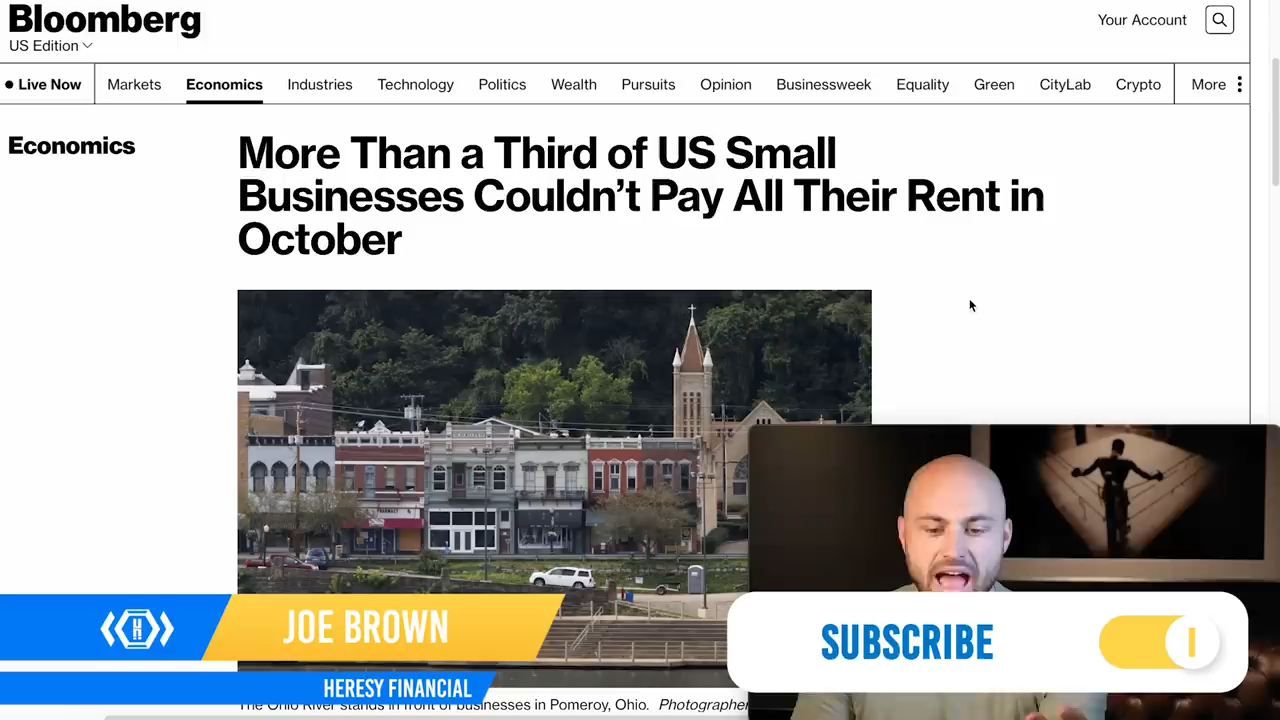 Bloomberg
US Edition
Your Account
Live Now
Markets
Economics
Industries
Technology
Politics
Wealth
Pursuits
Opinion
Businessweek
Equality
Green
CityLab
Crypto
More
Economics
More Than a Third of US Small
Businesses Couldn’t Pay All Their Rent in
October
PHARMACY
JOE BROWN
HERESY FINANCIAL
SUBSCRIBE
The Ohio River stands in front of businesses in Pomeroy, Ohio. Photographer